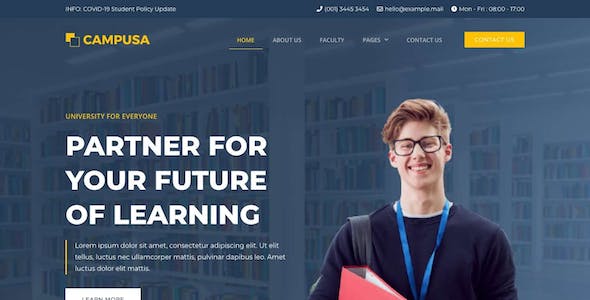 INFO: COVID-19 Student Policy Update
(001) 3445 3454
hello@example.mail
Mon - Fri : 08:00 - 17:00
CAMPUSA
HOME
ABOUT US
FACULTY
PAGES
CONTACT US
CONTACT US
UNIVERSITY FOR EVERYONE
PARTNER FOR
YOUR FUTURE
OF LEARNING
Lorem ipsum dolor sit amet, consectetur adipiscing elit. Ut elit
tellus, luctus nec ullamcorper mattis, pulvinar dapibus leo. Amet
luctus dolor elit mattis.
LEARN MORE